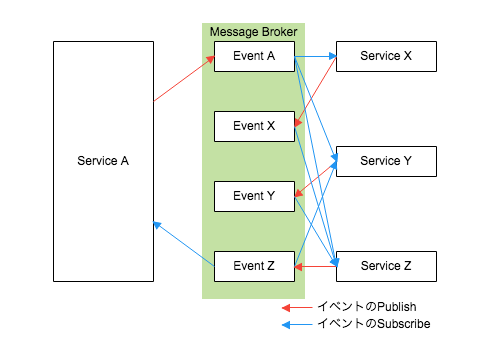 Message Broker
Event A
Service X
Event X
Service A
Service Y
Event Y
Event Z
Service Z
イベントのPublish
イベントのSubscribe